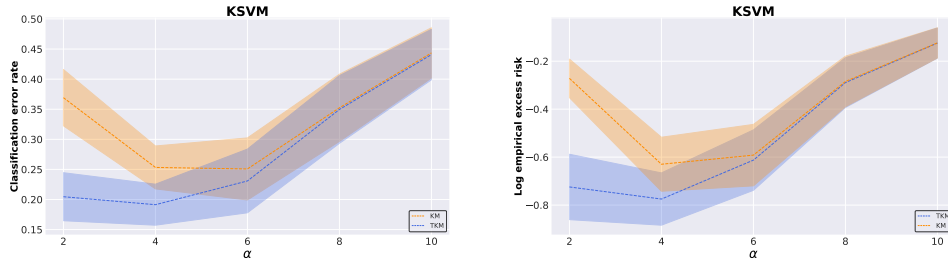 KSVM
Classification error rate
0.50
0.45
0.40
0.35
0.30
0.25
0.20
0.15
2 4 6 8 10
α
KM
TKM
KSVM
Log empirical excess risk
−0.2
−0.4
−0.6
−0.8
2 4 6 8 10
α
TKM
KM